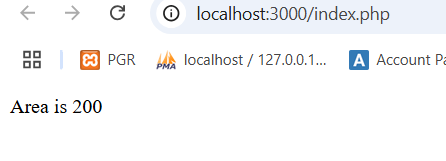 localhost:3000/index.php
PGR localhost / 127.0.0.1... Account Pa
Area is 200